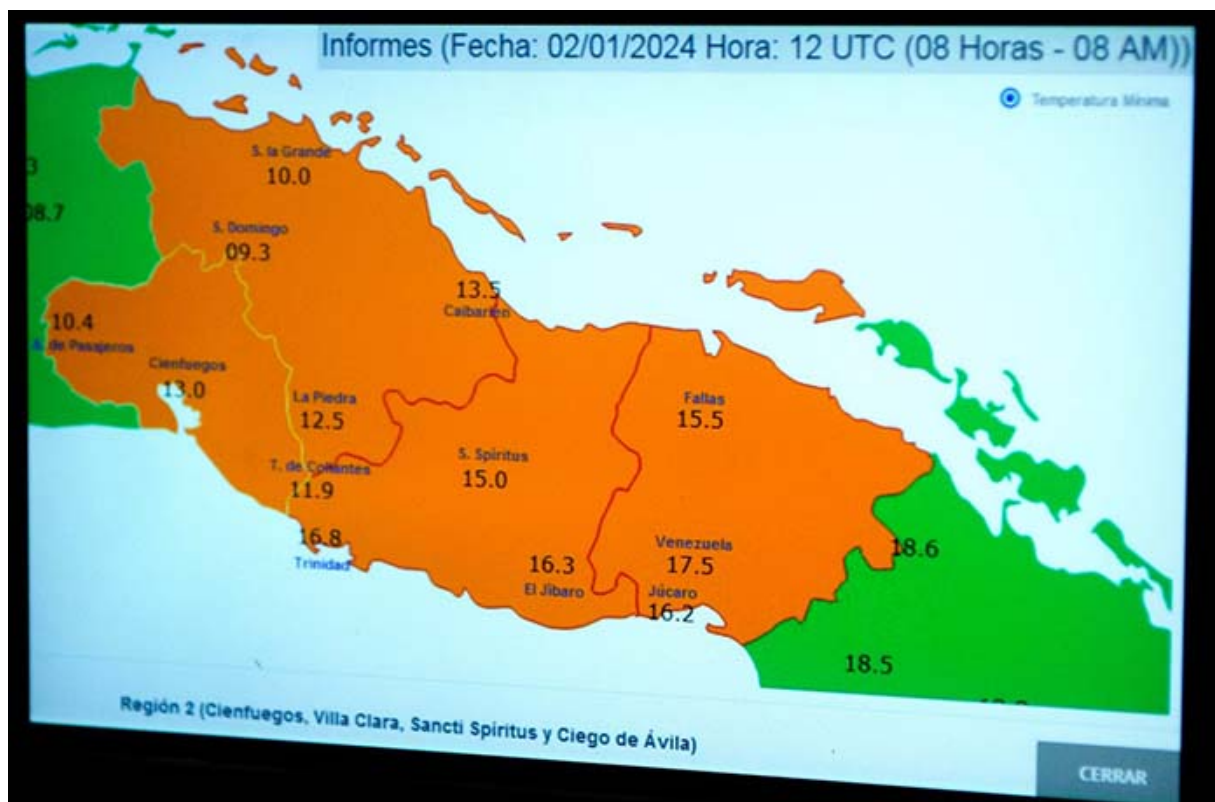 Informes (Fecha: 02/01/2024 Hora: 12 UTC (08 Horas - 08 AM))
Temperatura Mínima
S. la Grande
10.0
3
08.7
S. Domingo
09.3
13.5
Caibarién
10.4
A. de Pasajeros
Cienfuegos
13.0
La Piedra
12.5
Fallas
15.5
S. Spíritus
15.0
T. de Collantes
11.9
16.8
Trinidad
16.3
El Jíbaro
Venezuela
17.5
Júcaro
16.2
18.6
18.5
Región 2 (Cienfuegos, Villa Clara, Sancti Spíritus y Ciego de Ávila)
CERRAR